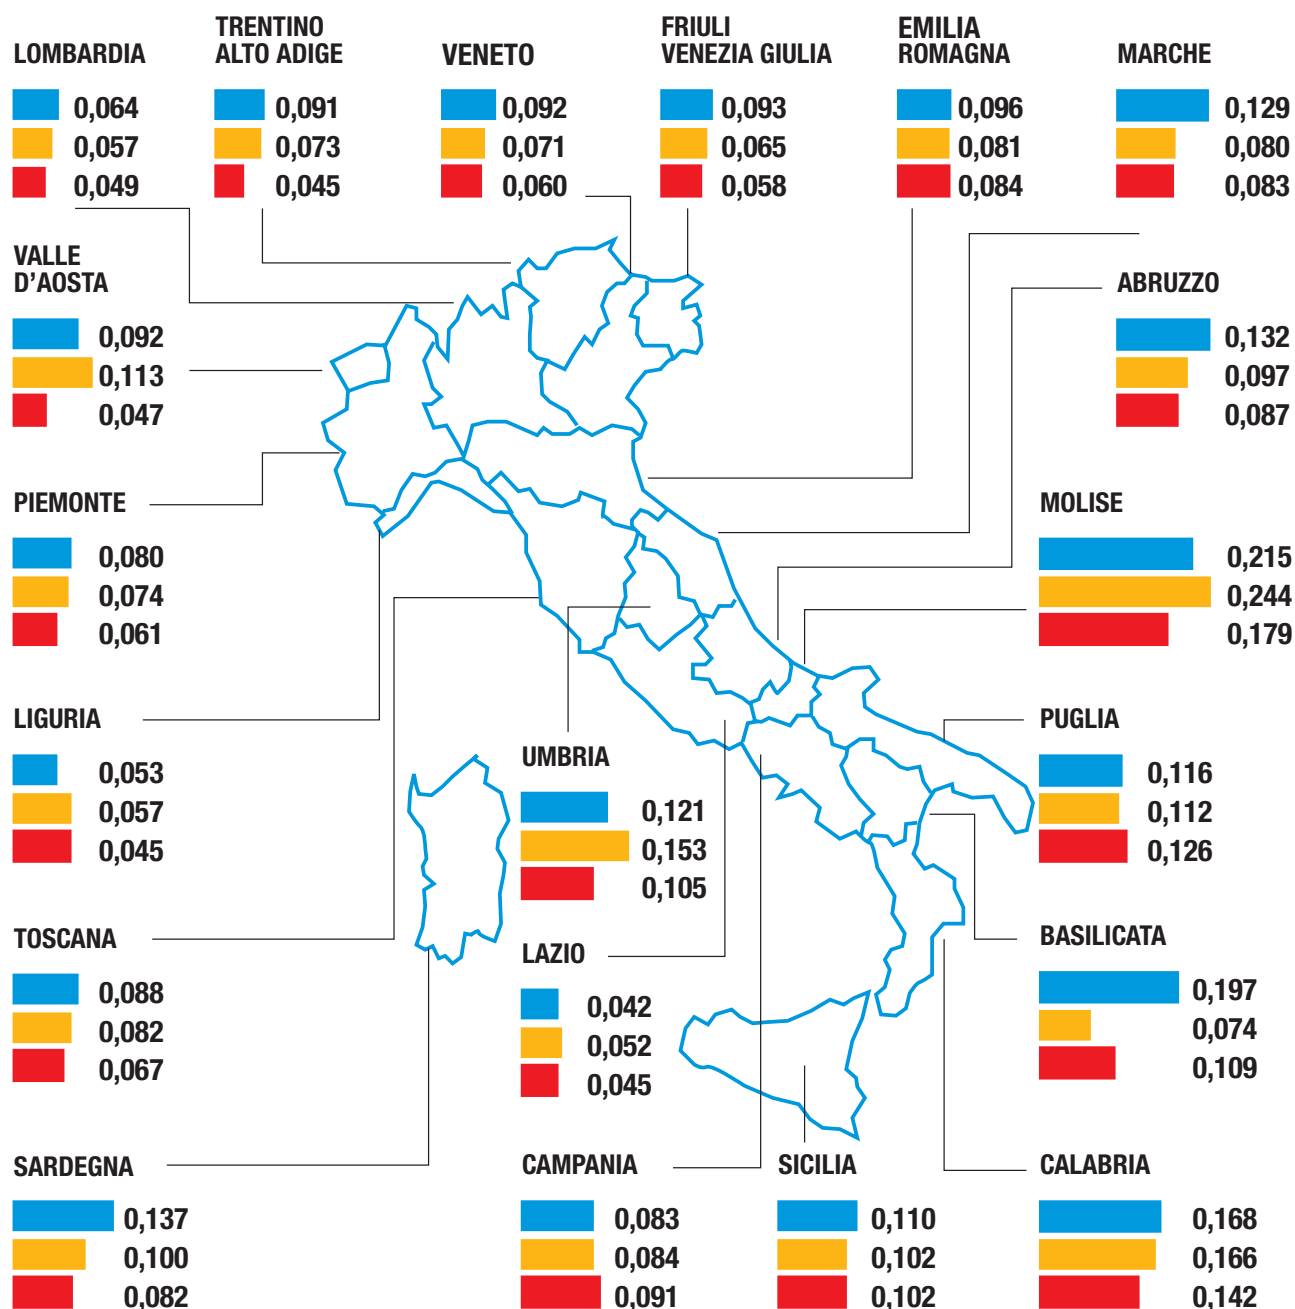 LOMBARDIA
0,064
0,057
0,049
TRENTINO
ALTO ADIGE
0,091
0,073
0,045
VENETO
0,092
0,071
0,060
FRIULI
VENEZIA GIULIA
0,093
0,065
0,058
EMILIA
ROMAGNA
0,096
0,081
0,084
MARCHE
0,129
0,080
0,083
VALLE
D’AOSTA
0,092
0,113
0,047
ABRUZZO
0,132
0,097
0,087
PIEMONTE
0,080
0,074
0,061
MOLISE
0,215
0,244
0,179
LIGURIA
0,053
0,057
0,045
UMBRIA
0,121
0,153
0,105
PUGLIA
0,116
0,112
0,126
TOSCANA
0,088
0,082
0,067
LAZIO
0,042
0,052
0,045
BASILICATA
0,197
0,074
0,109
SARDEGNA
0,137
0,100
0,082
CAMPANIA
0,083
0,084
0,091
SICILIA
0,110
0,102
0,102
CALABRIA
0,168
0,166
0,142